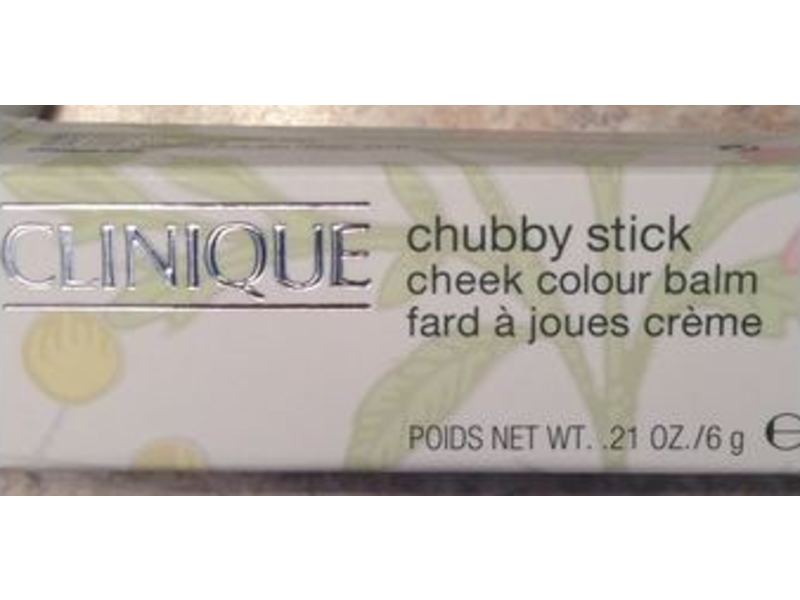 CLINIQUE
chubby stick
cheek colour balm
fard à joues crème
POIDS NET WT. .21 OZ./6 g ℮